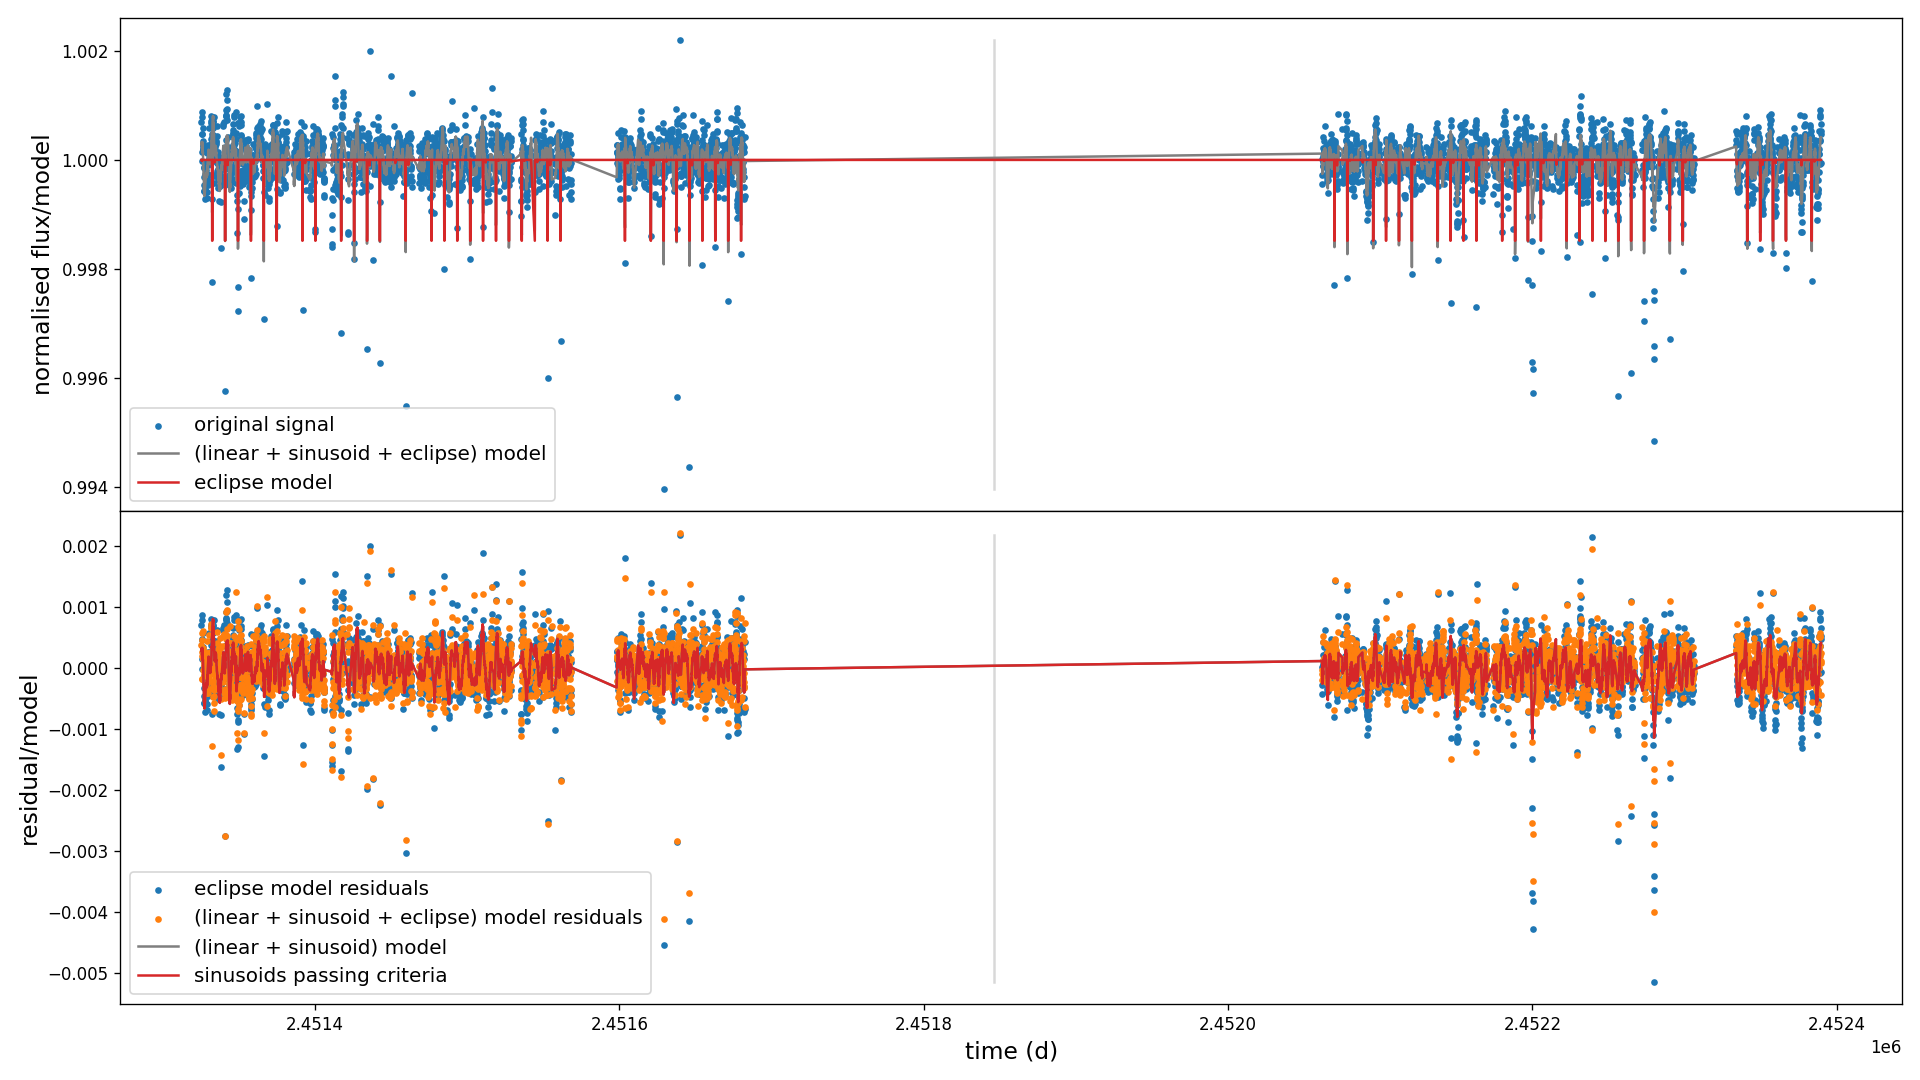 1.002
1.000
0.998
0.996
0.994
normalised flux/model
original signal
(linear + sinusoid + eclipse) model
eclipse model
0.002
0.001
0.000
−0.001
−0.002
−0.003
−0.004
−0.005
residual/model
eclipse model residuals
(linear + sinusoid + eclipse) model residuals
(linear + sinusoid) model
sinusoids passing criteria
2.4514 2.4516 2.4518 2.4520 2.4522 2.4524
1e6
time (d)